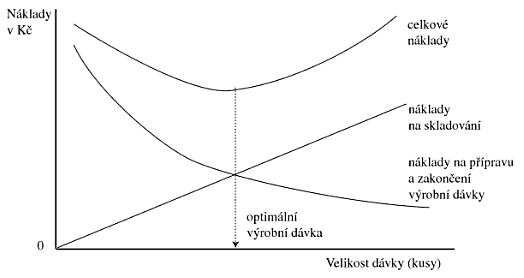 Náklady
v Kč
celkové
náklady
náklady
na skladování
náklady na přípravu
a zakončení
výrobní dávky
optimální
výrobní dávka
0
Velikost dávky (kusy)